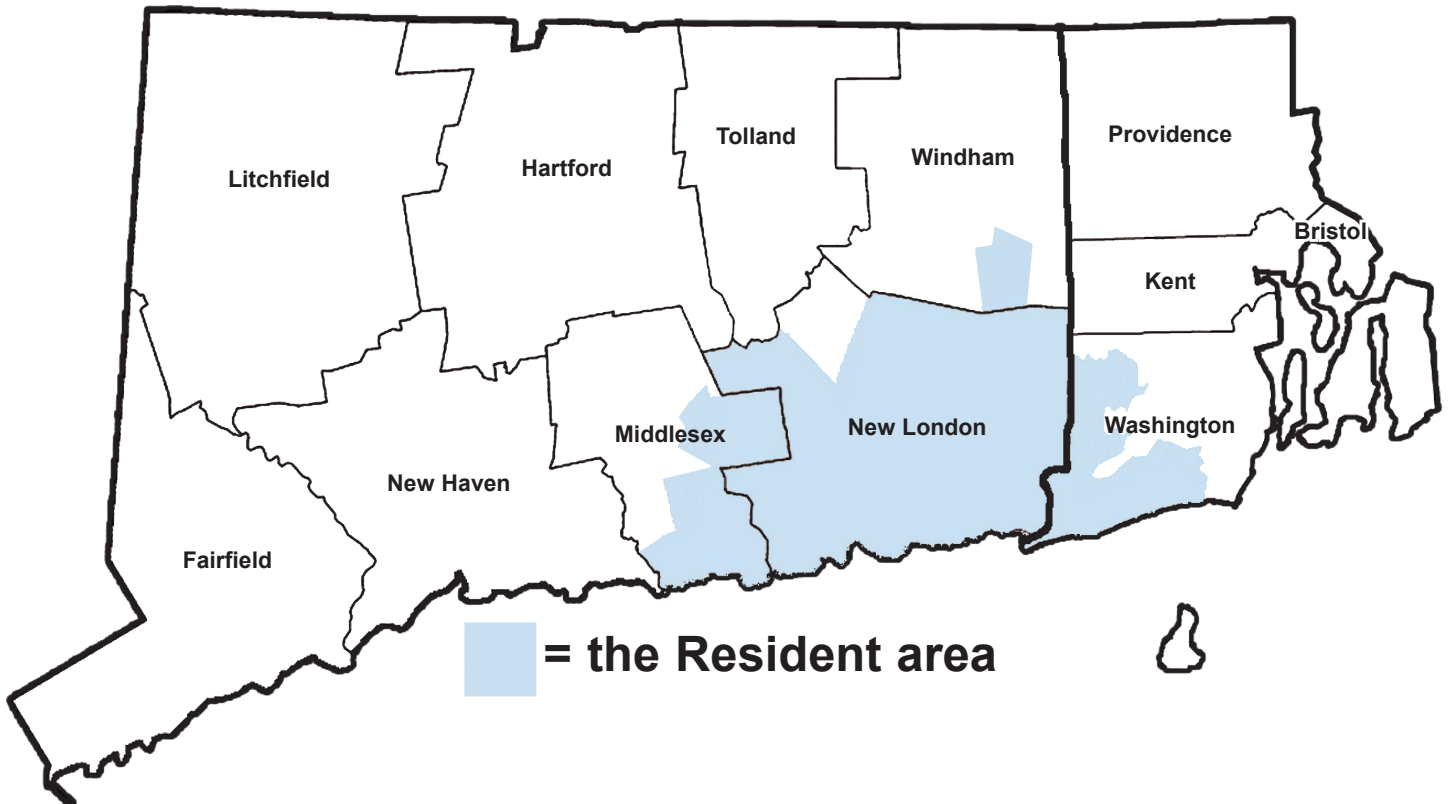 Litchfield
Hartford
Tolland
Windham
Providence
Bristol
Kent
Middlesex
New London
Washington
New Haven
Fairfield
= the Resident area